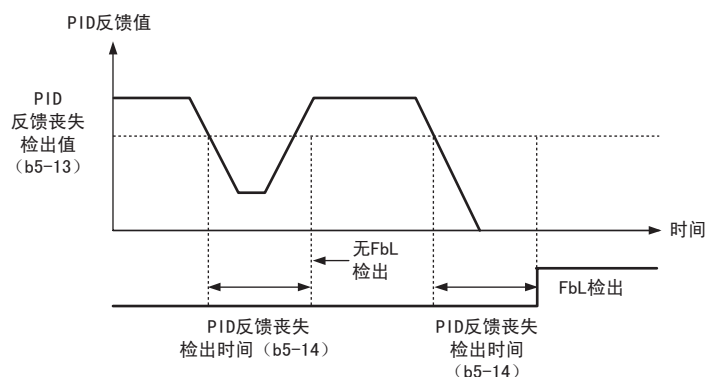 PID反馈值
PID
反馈丧失
检出值
（b5-13）
时间
无FbL
检出
FbL检出
PID反馈丧失
检出时间（b5-14）
PID反馈丧失
检出时间
（b5-14）